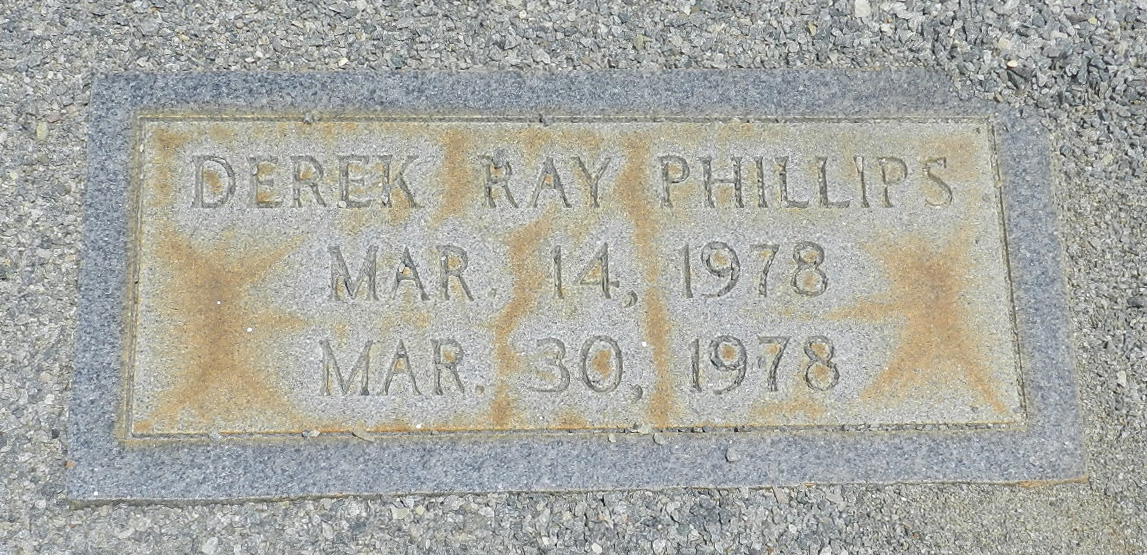 DEREK RAY PHILLIPS
MAR. 14, 1978
MAR. 30, 1978